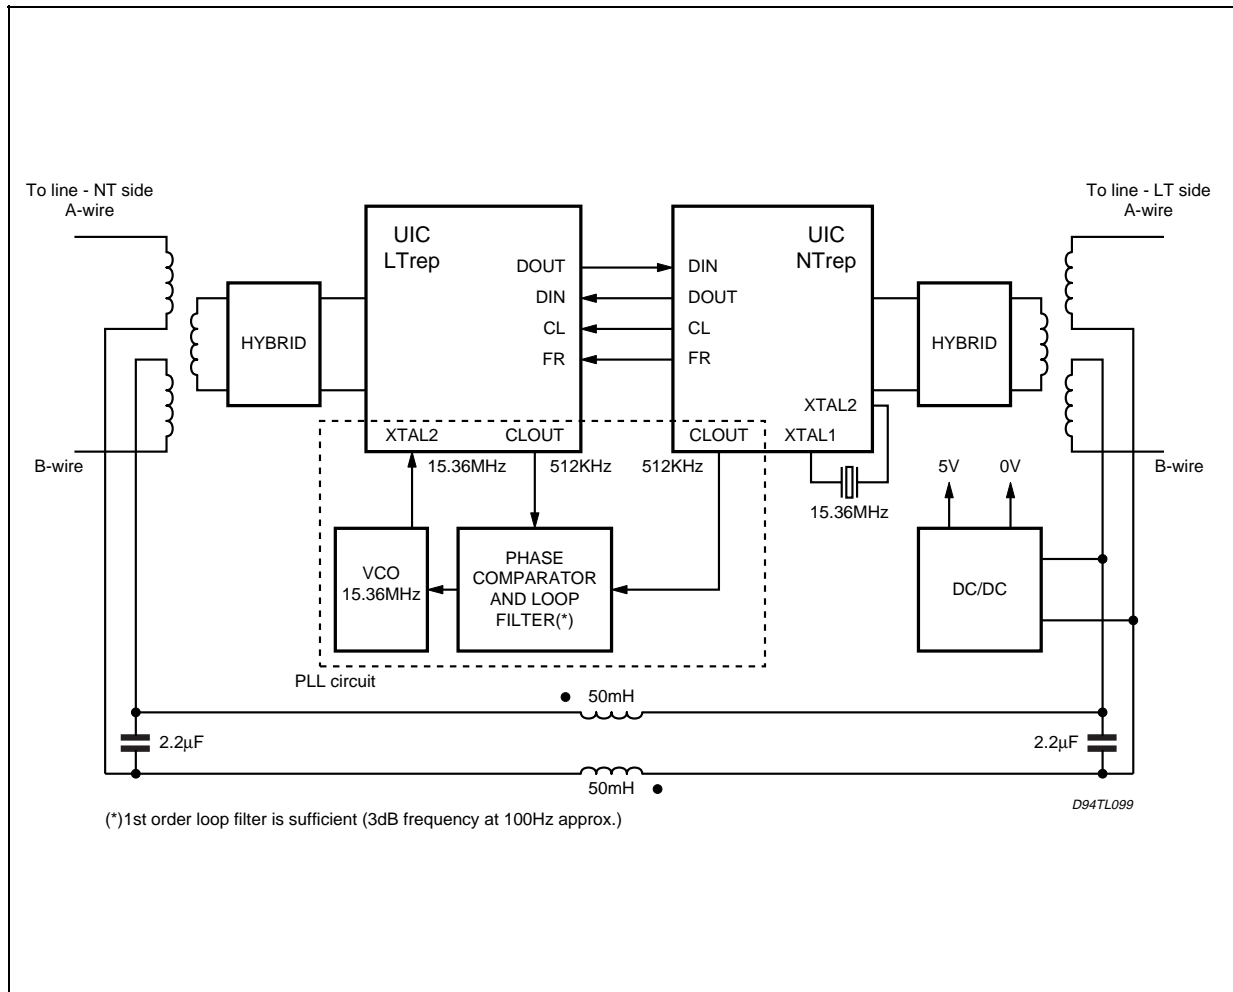 To line - NT side
A-wire
To line - LT side
A-wire
UIC
LTrep
UIC
NTrep
DOUT
DIN
DIN
DOUT
CL
CL
FR
FR
HYBRID
HYBRID
XTAL2
XTAL2
CLOUT
CLOUT
XTAL1
B-wire
15.36MHz
512KHz
512KHz
B-wire
5V
0V
15.36MHz
VCO
15.36MHz
PHASE
COMPARATOR
AND LOOP
FILTER(*)
DC/DC
PLL circuit
50mH
2.2µF
2.2µF
50mH
D94TL099
(*)1st order loop filter is sufficient (3dB frequency at 100Hz approx.)